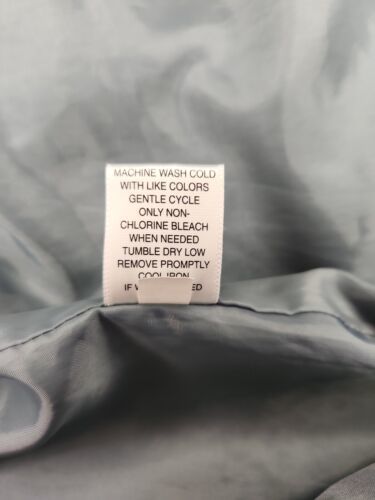 MACHINE WASH COLD
WITH LIKE COLORS
GENTLE CYCLE
ONLY NON-
CHLORINE BLEACH
WHEN NEEDED
TUMBLE DRY LOW
REMOVE PROMPTLY
COOL IRON
IF